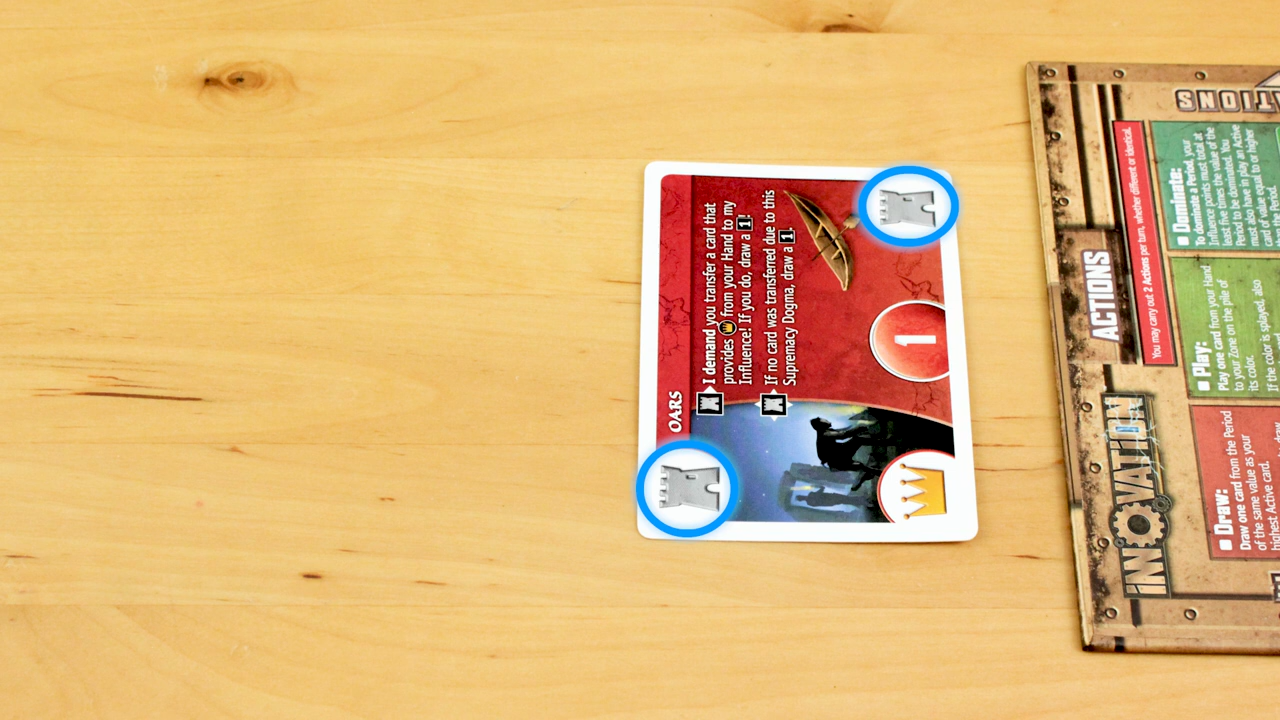 OARS
I demand you transfer a card that
provides from your Hand to my
Influence! If you do, draw a 1!
If no card was transferred due to this
Supremacy Dogma, draw a 1.
1
INNOVATION
ACTIONS
You may carry out 2 Actions per turn, whether different or identical.
Draw:
Draw one card from the Period
of the same value as your
highest Active card.
Play:
Play one card from your Hand
to your Zone on the pile of
its color.
If the color is splayed, also
Dominate:
To dominate a Period, your
Influence points must total at
least five times the value of the
Period to be dominated. You
must also have in play an Active
card of value equal to or higher